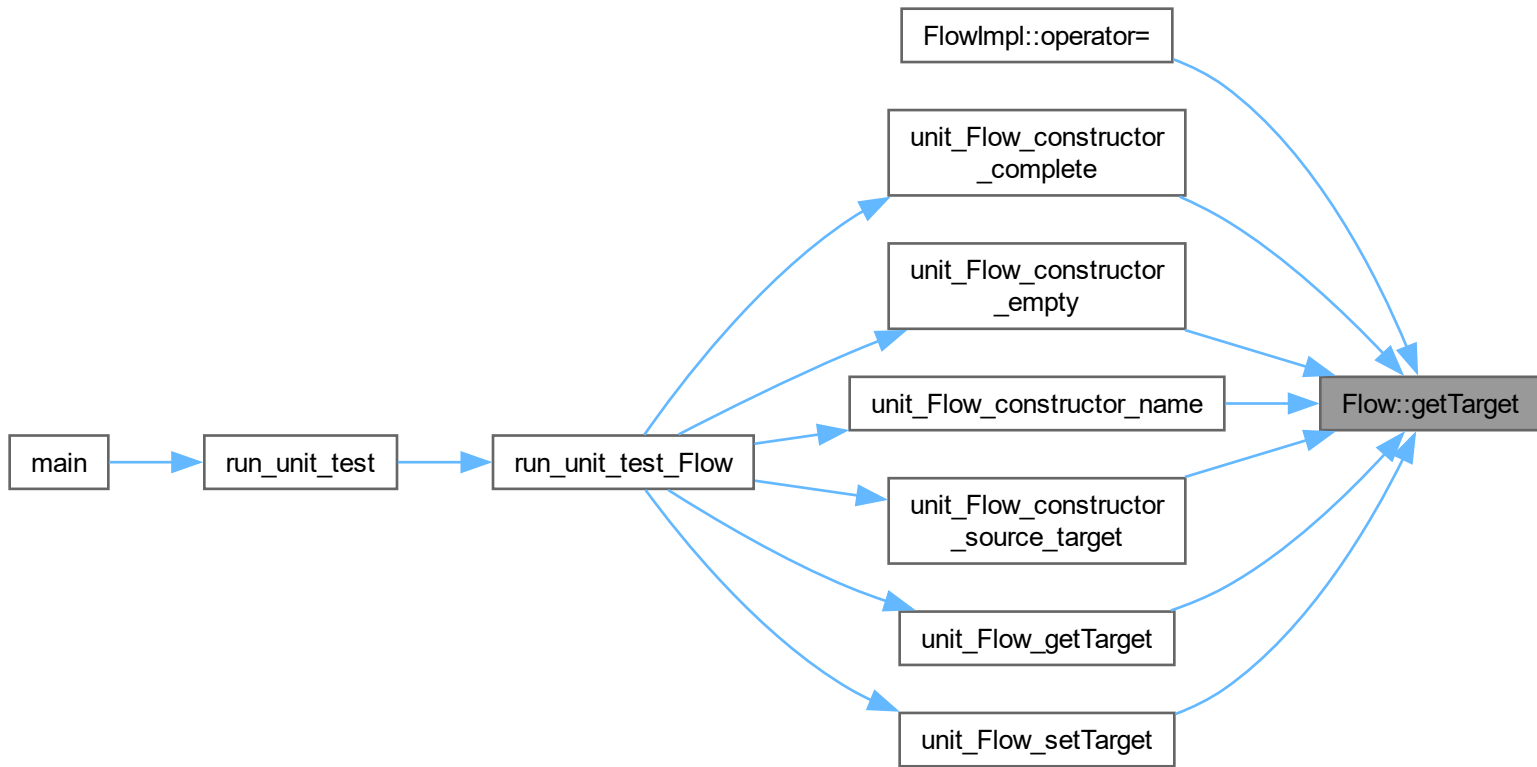 FlowImpl::operator=
unit_Flow_constructor
_complete
unit_Flow_constructor
_empty
unit_Flow_constructor_name
Flow::getTarget
main
run_unit_test
run_unit_test_Flow
unit_Flow_constructor
_source_target
unit_Flow_getTarget
unit_Flow_setTarget